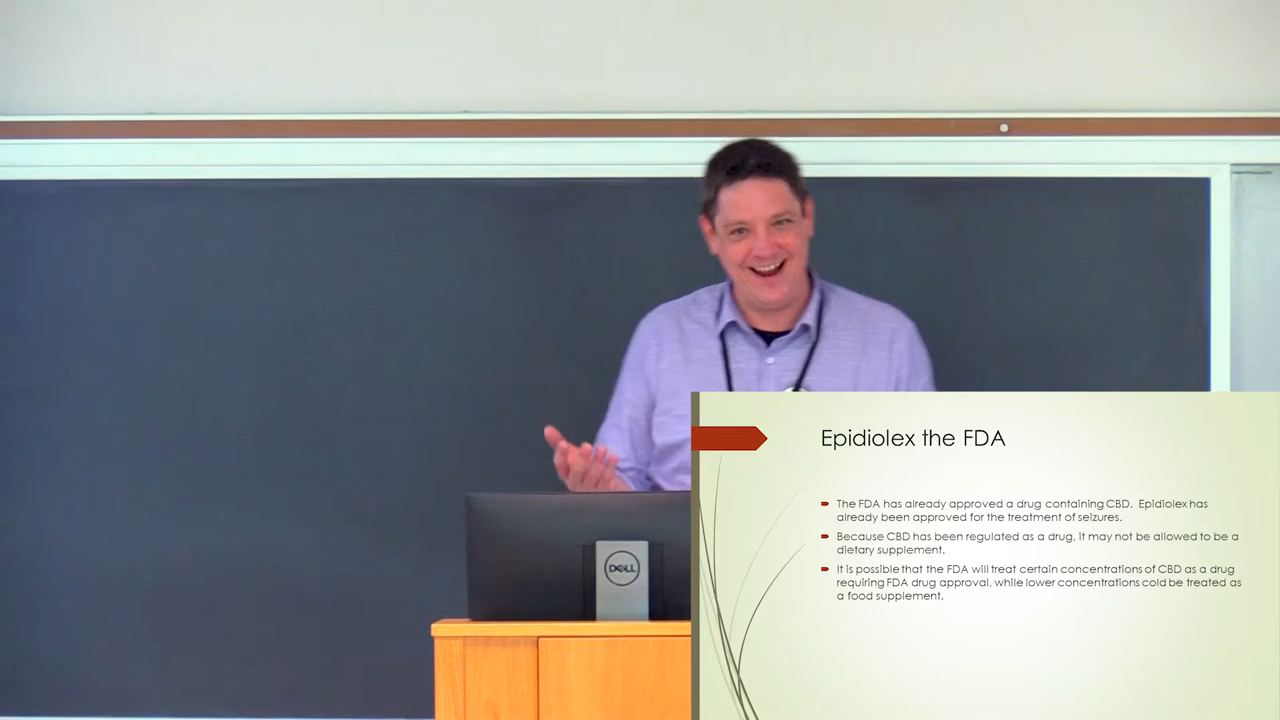 DELL
Epidiolex the FDA
The FDA has already approved a drug containing CBD. Epidiolex has
already been approved for the treatment of seizures.
Because CBD has been regulated as a drug, it may not be allowed to be a
dietary supplement.
It is possible that the FDA will treat certain concentrations of CBD as a drug
requiring FDA drug approval, while lower concentrations cold be treated as
a food supplement.